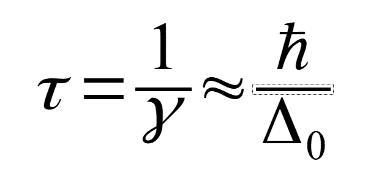 τ = 1/γ ≈ ħ/Δ₀